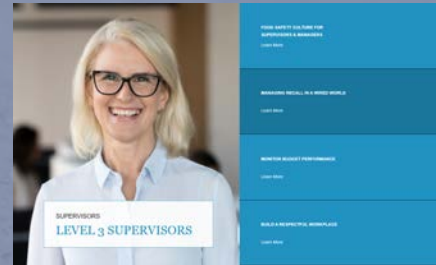 SUPERVISORS
LEVEL 3 SUPERVISORS
FOOD SAFETY CULTURE FOR
SUPERVISORS & MANAGERS
Learn More
MANAGING RECALL IN A WIRED WORLD
Learn More
MONITOR BUDGET PERFORMANCE
Learn More
BUILD A RESPECTFUL WORKPLACE
Learn More